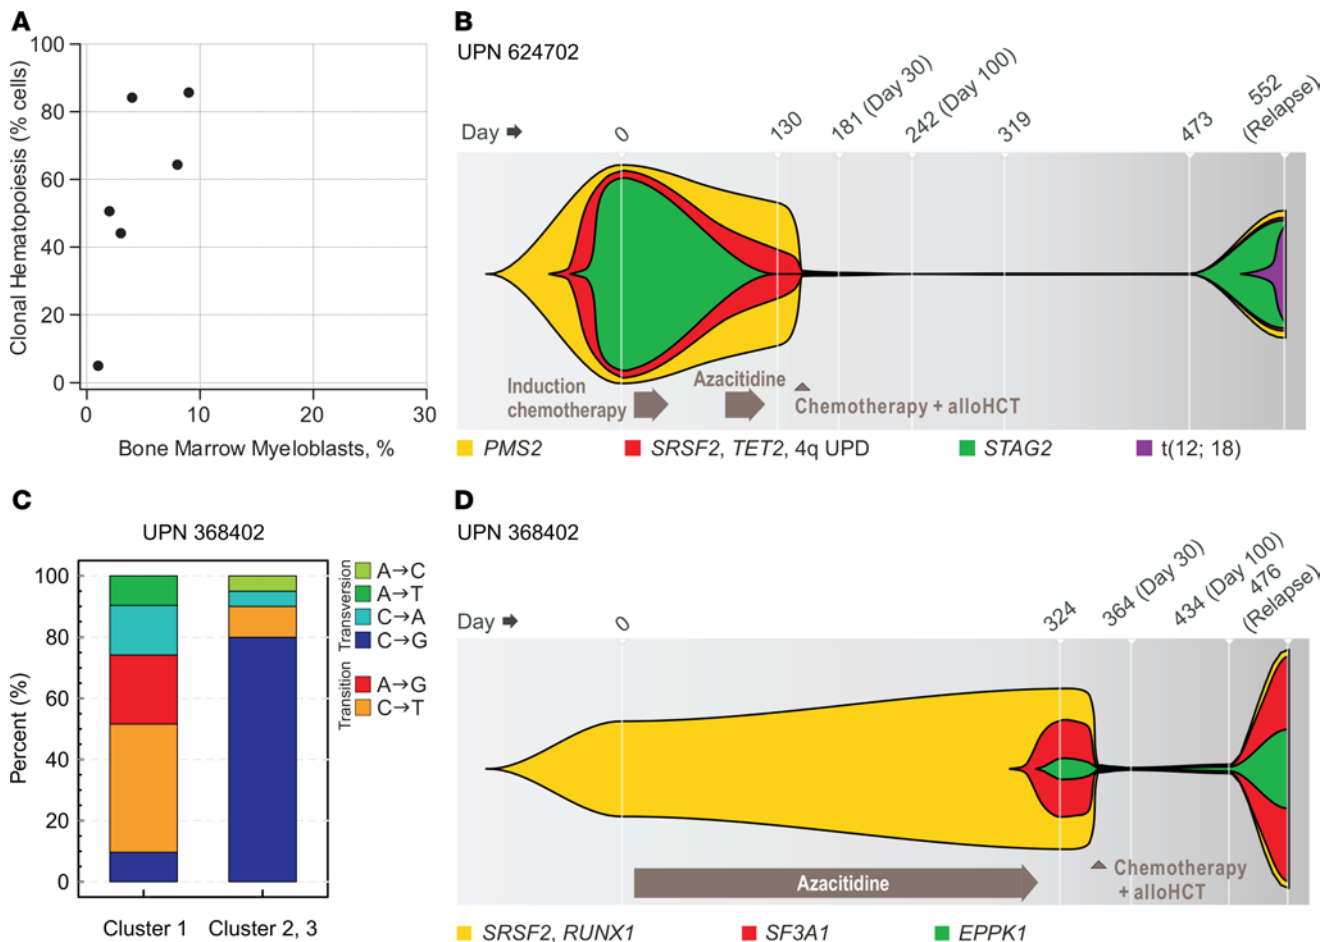 A
100
80
60
40
20
0
Clonal Hematopoiesis (% cells)
0 10 20 30
Bone Marrow Myeloblasts, %
B
UPN 624702
Day
0
130
181 (Day 30)
242 (Day 100)
319
473
552
(Relapse)
Induction
chemotherapy
Azacitidine
Chemotherapy + alloHCT
PMS2
SRSF2, TET2, 4q UPD
STAG2
t(12; 18)
C
UPN 368402
100
80
60
40
20
0
Percent (%)
Cluster 1 Cluster 2, 3
Transversion
A→C
A→T
C→A
C→G
Transition
A→G
C→T
D
UPN 368402
Day
0
324
364 (Day 30)
434 (Day 100)
476
(Relapse)
Azacitidine
Chemotherapy
+ alloHCT
SRSF2, RUNX1
SF3A1
EPPK1